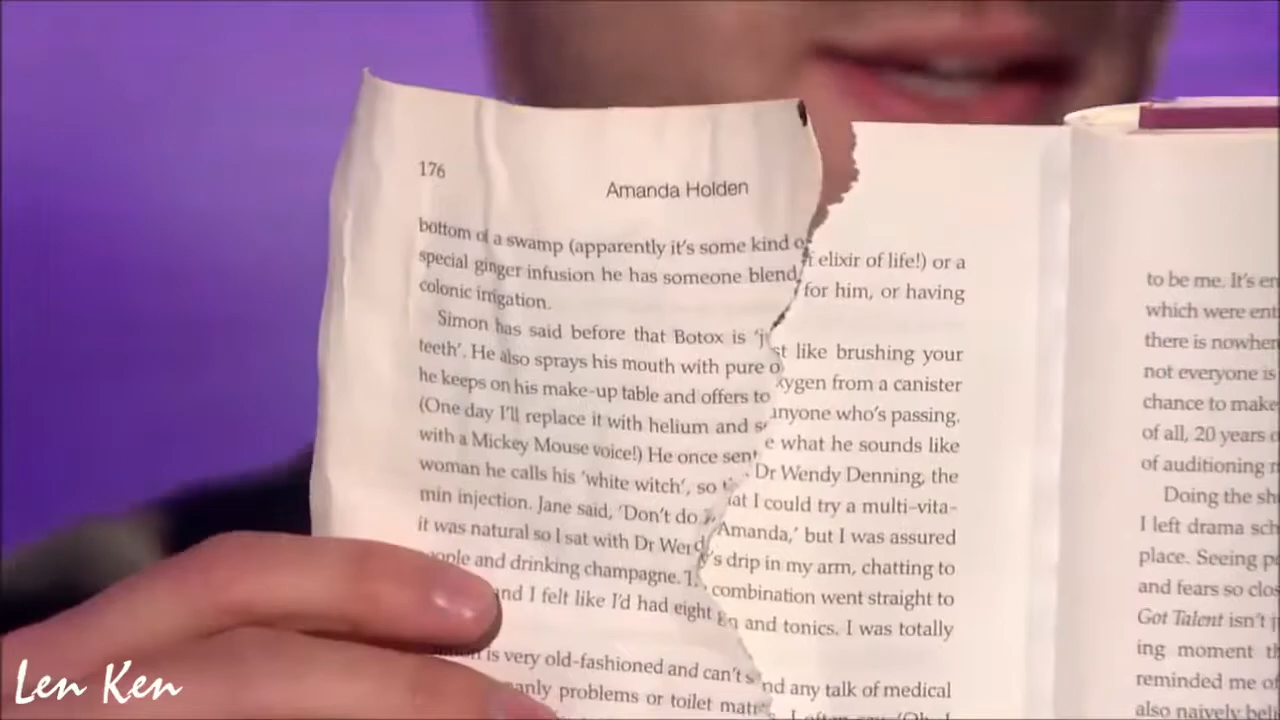 176
Amanda Holden
bottom of a swamp (apparently it's some kind of elixir of life!) or a
special ginger infusion he has someone blend for him, or having
colonic irrigation.
Simon has said before that Botox is 'just like brushing your
teeth'. He also sprays his mouth with pure oxygen from a canister
he keeps on his make-up table and offers to anyone who's passing.
(One day I'll replace it with helium and see what he sounds like
with a Mickey Mouse voice!) He once sent Dr Wendy Denning, the
woman he calls his 'white witch', so that I could try a multi-vita-
min injection. Jane said, 'Don't do Amanda,' but I was assured
it was natural so I sat with Dr Wendy's drip in my arm, chatting to
people and drinking champagne. combination went straight to
and I felt like I'd had eight gin and tonics. I was totally
is very old-fashioned and can't stand any talk of medical
problems or toilet
to be me. It's
which were
there is
not everyone is
chance to make
of all, 20 years
of auditioning
Doing the
I left drama
place. Seeing
and fears so
Got Talent isn't
ing moment
reminded me of
also naively
Len Ken